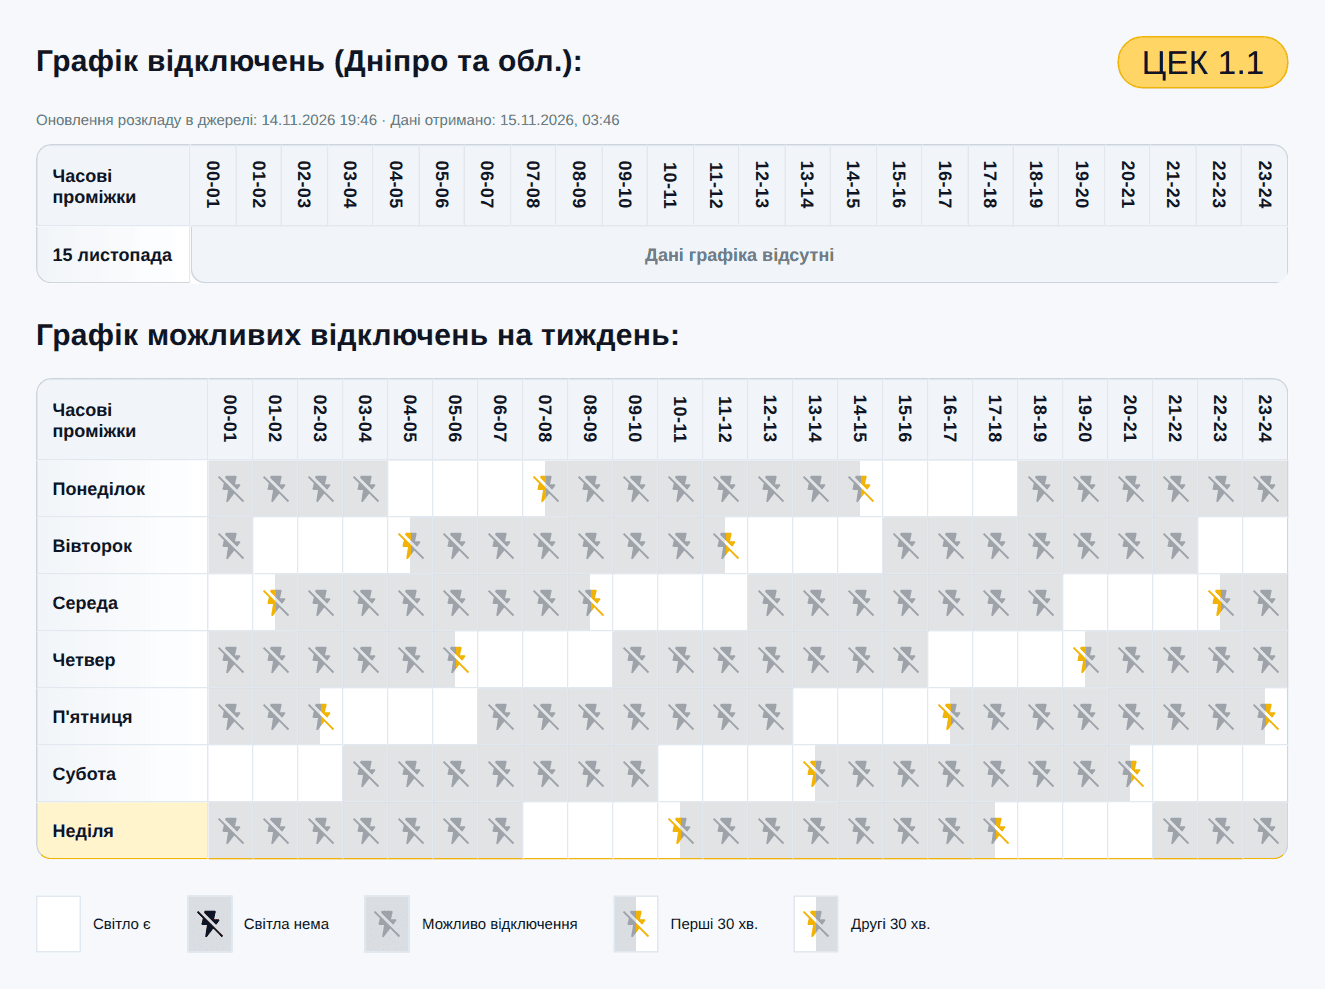 Графік відключень (Дніпро та обл.):
ЦЕК 1.1
Оновлення розкладу в джерелі: 14.11.2026 19:46 · Дані отримано: 15.11.2026, 03:46
Часові проміжки 00-01 01-02 02-03 03-04 04-05 05-06 06-07 07-08 08-09 09-10 10-11 11-12 12-13 13-14 14-15 15-16 16-17 17-18 18-19 19-20 20-21 21-22 22-23 23-24
15 листопада Дані графіка відсутні
Графік можливих відключень на тиждень:
Часові проміжки 00-01 01-02 02-03 03-04 04-05 05-06 06-07 07-08 08-09 09-10 10-11 11-12 12-13 13-14 14-15 15-16 16-17 17-18 18-19 19-20 20-21 21-22 22-23 23-24
Понеділок
Вівторок
Середа
Четвер
П'ятниця
Субота
Неділя
Світло є Світла нема Можливо відключення Перші 30 хв. Другі 30 хв.